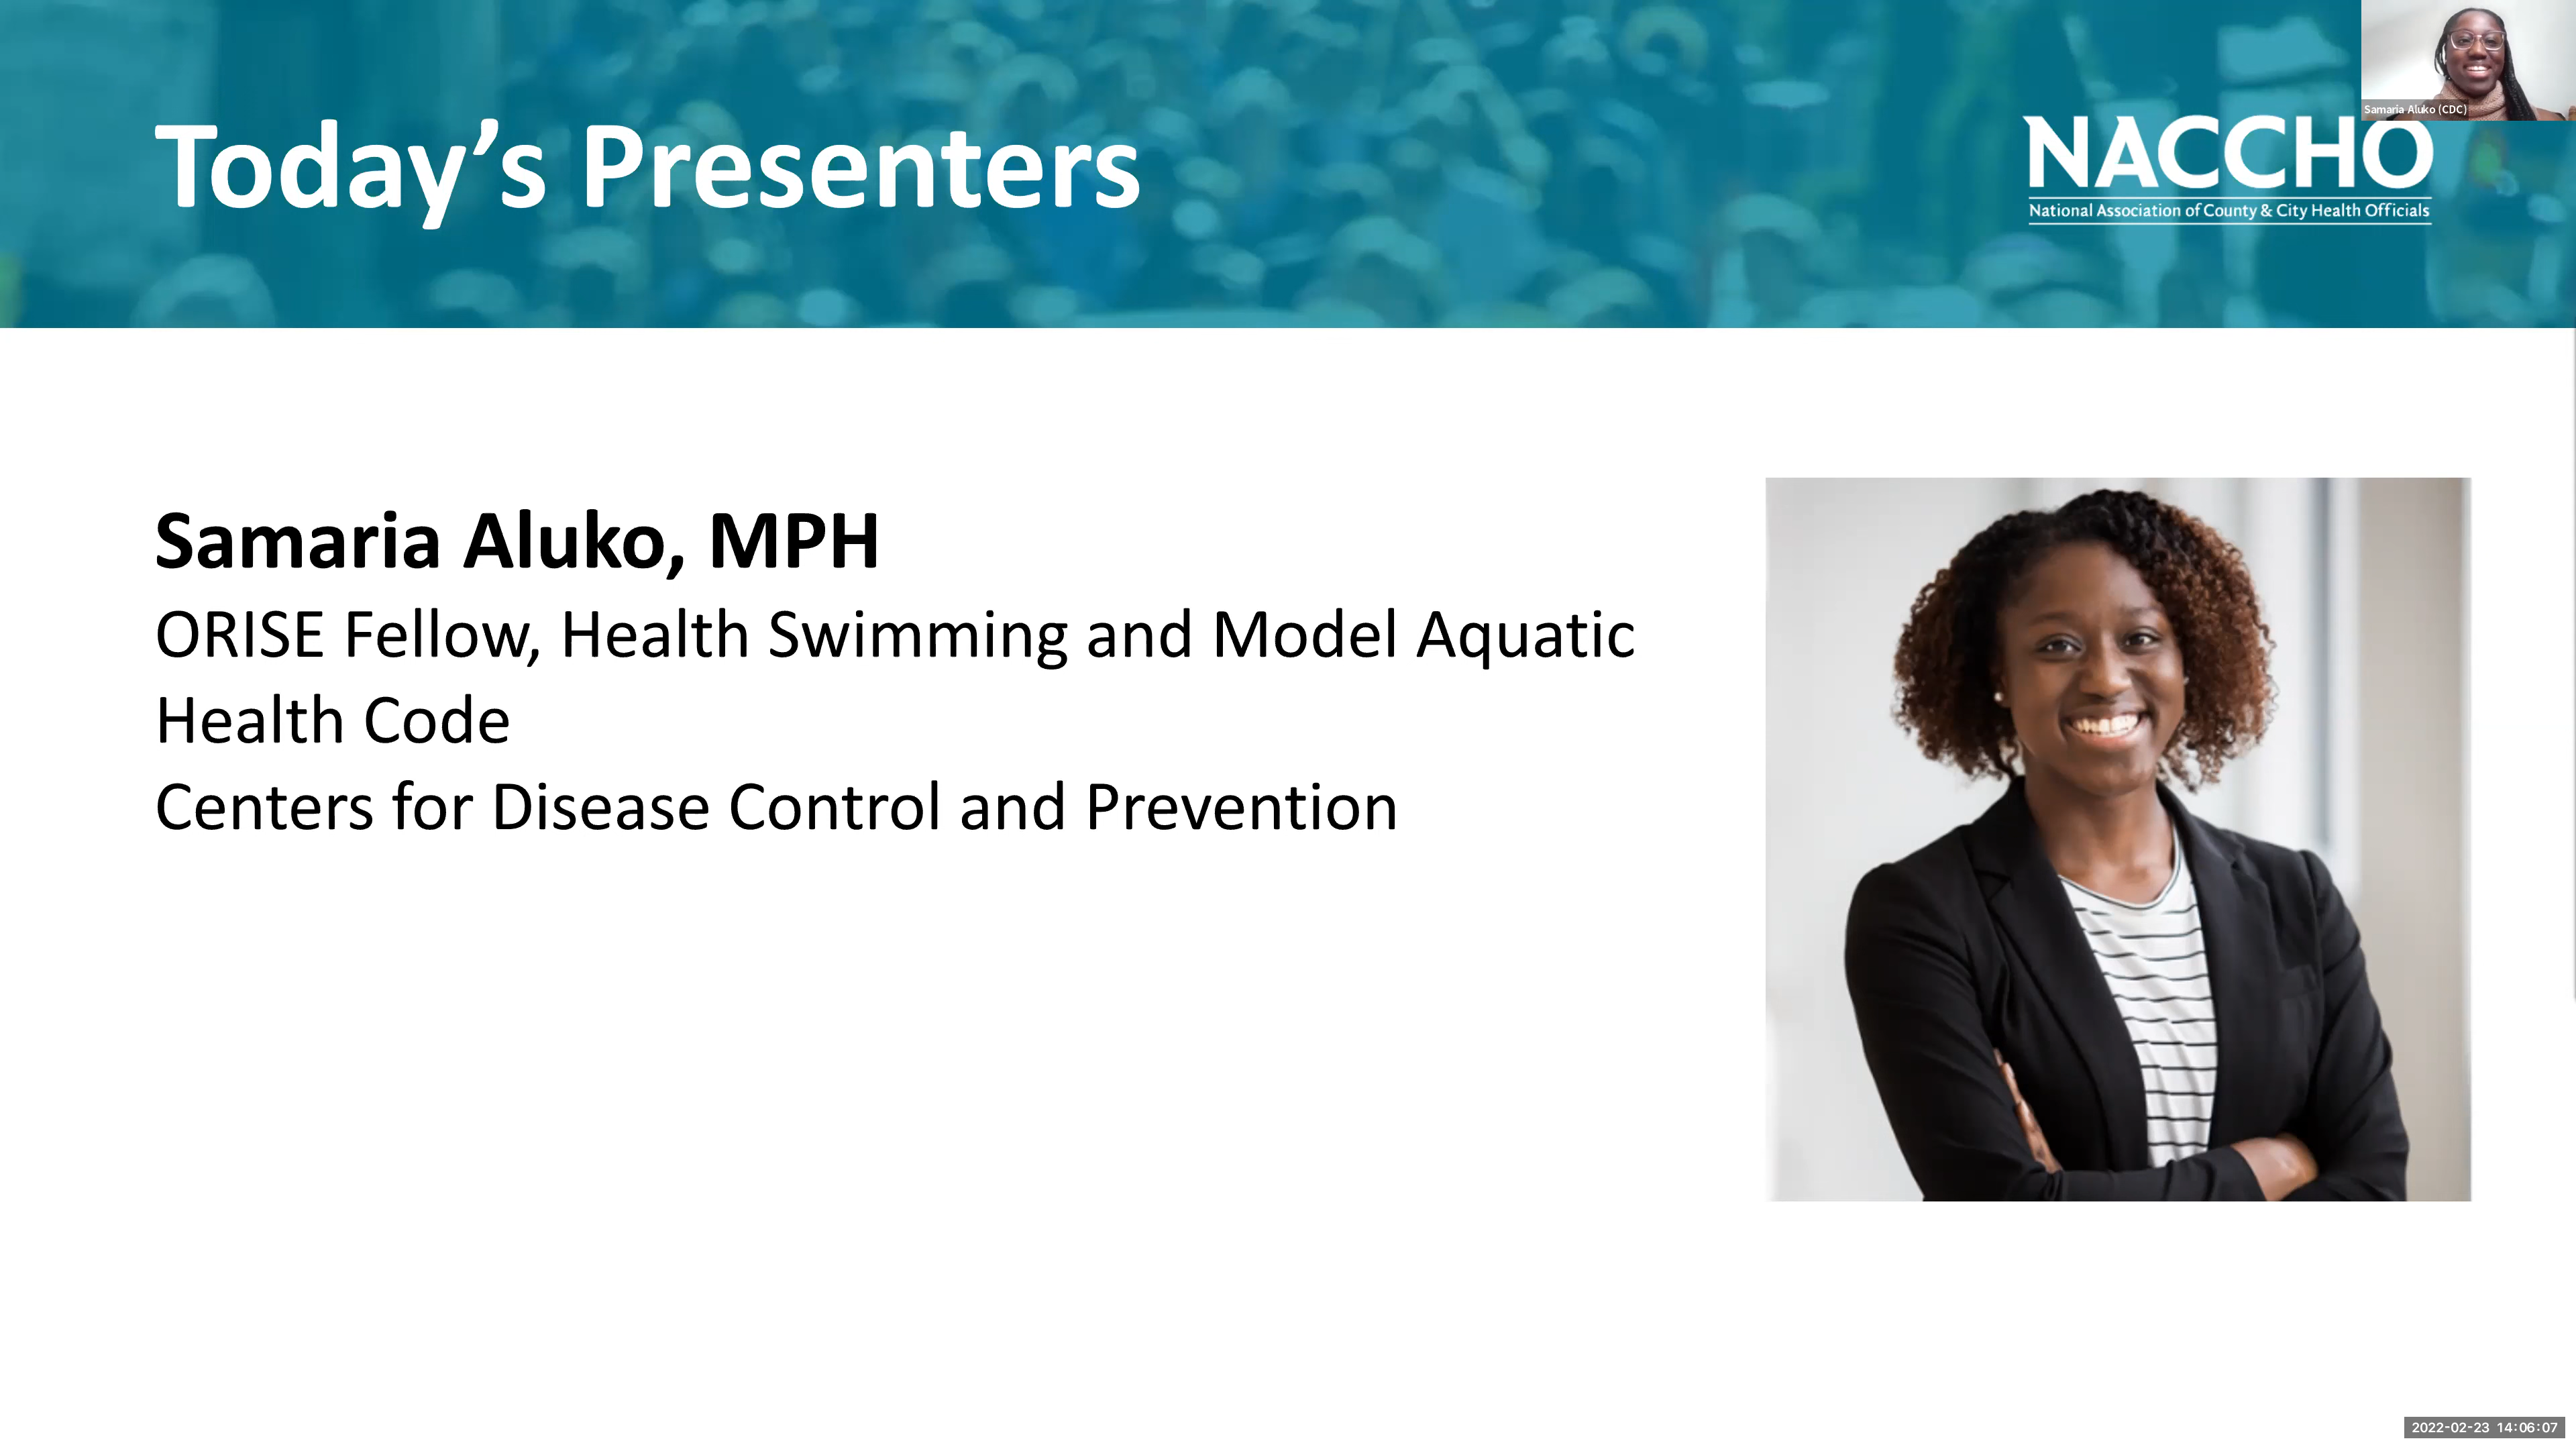 Today’s Presenters
Samaria Aluko (CDC)
NACCHO
National Association of County & City Health Officials
Samaria Aluko, MPH
ORISE Fellow, Health Swimming and Model Aquatic
Health Code
Centers for Disease Control and Prevention
2022-02-23 14:06:07